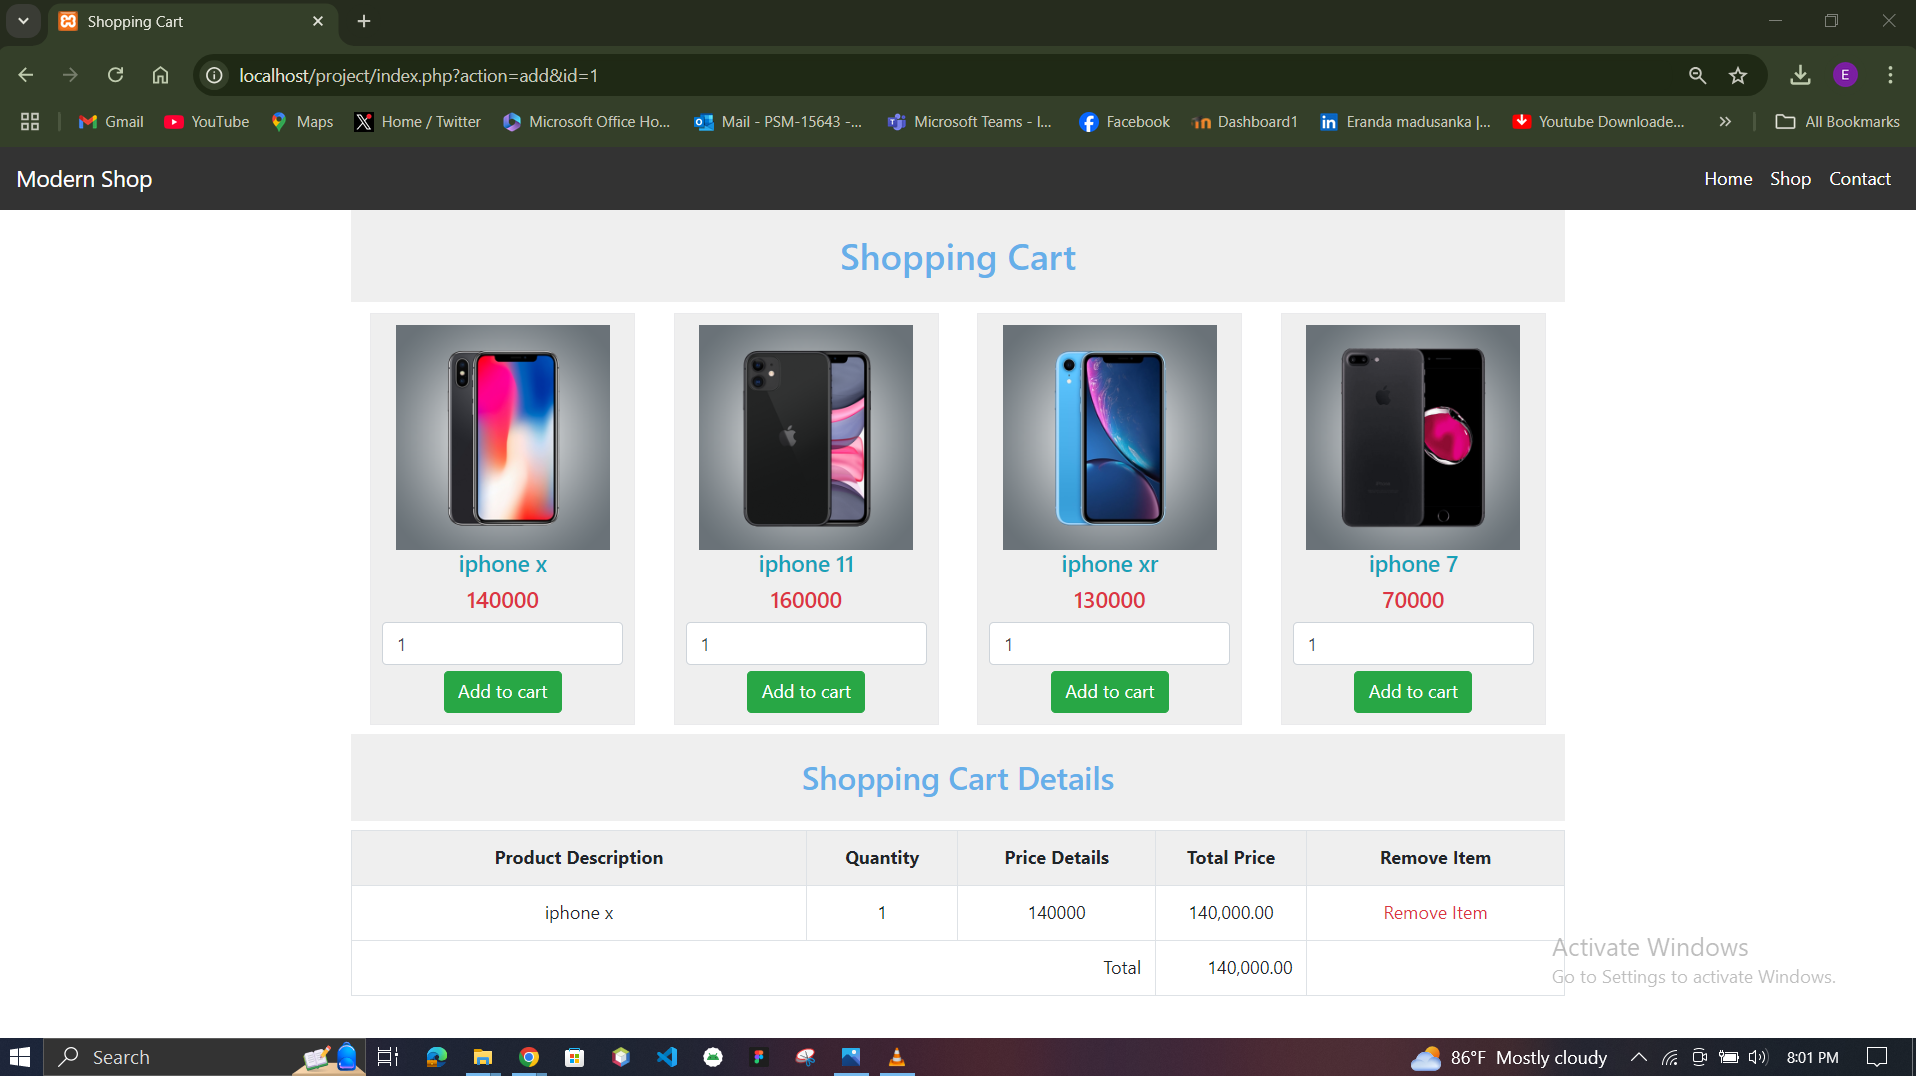 Shopping Cart
localhost/project/index.php?action=add&id=1
E
Gmail YouTube Maps Home / Twitter Microsoft Office Ho... Mail - PSM-15643 -... Microsoft Teams - I... Facebook Dashboard1 Eranda madusanka |... Youtube Downloade... All Bookmarks
Modern Shop Home Shop Contact
Shopping Cart
iphone x iphone 11 iphone xr iphone 7
140000 160000 130000 70000
1 1 1 1
Add to cart Add to cart Add to cart Add to cart
Shopping Cart Details
Product Description Quantity Price Details Total Price Remove Item
iphone x 1 140000 140,000.00 Remove Item
Total 140,000.00
Activate Windows
Go to Settings to activate Windows.
Search 86°F Mostly cloudy 8:01 PM